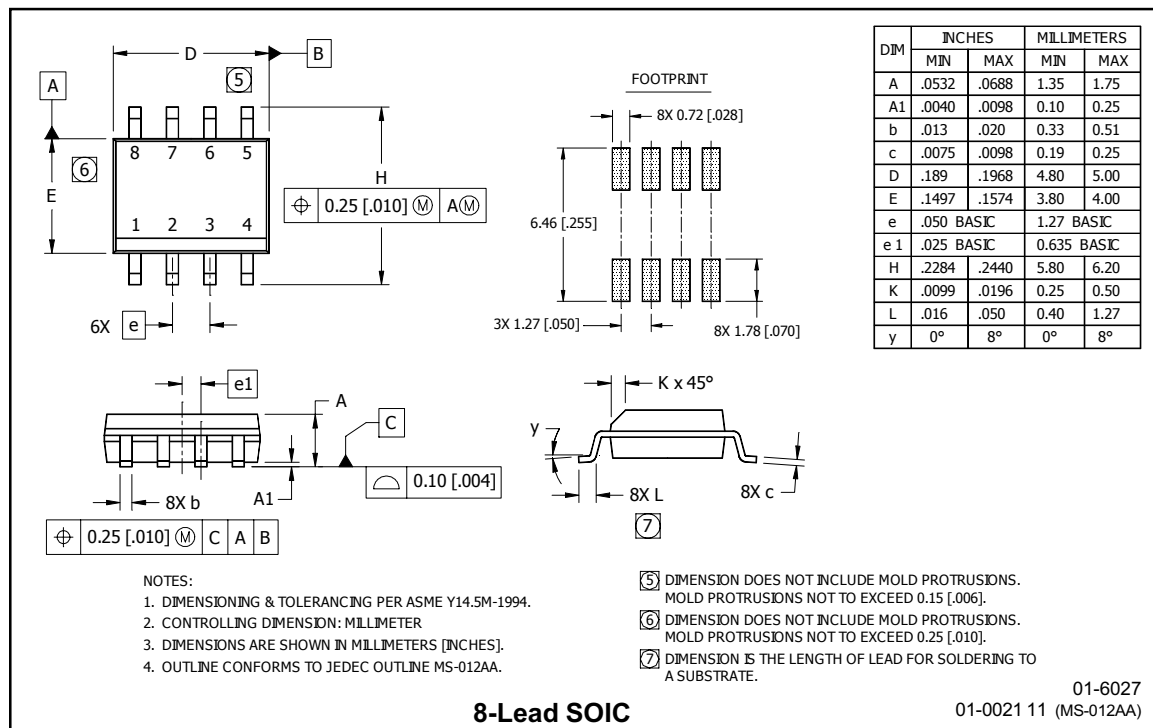 D
B
5
A
8 7 6 5
6
E
1 2 3 4
H
⌖ 0.25 [.010] Ⓜ AⓂ
6X e
FOOTPRINT
8X 0.72 [.028]
6.46 [.255]
3X 1.27 [.050]
8X 1.78 [.070]
DIM INCHES MILLIMETERS
MIN MAX MIN MAX
A .0532 .0688 1.35 1.75
A1 .0040 .0098 0.10 0.25
b .013 .020 0.33 0.51
c .0075 .0098 0.19 0.25
D .189 .1968 4.80 5.00
E .1497 .1574 3.80 4.00
e .050 BASIC 1.27 BASIC
e 1 .025 BASIC 0.635 BASIC
H .2284 .2440 5.80 6.20
K .0099 .0196 0.25 0.50
L .016 .050 0.40 1.27
y 0° 8° 0° 8°
e1
A
C
⌓ 0.10 [.004]
8X b
A1
⌖ 0.25 [.010] Ⓜ C A B
K x 45°
y
8X L
8X c
7
NOTES:
1. DIMENSIONING & TOLERANCING PER ASME Y14.5M-1994.
2. CONTROLLING DIMENSION: MILLIMETER
3. DIMENSIONS ARE SHOWN IN MILLIMETERS [INCHES].
4. OUTLINE CONFORMS TO JEDEC OUTLINE MS-012AA.
5 DIMENSION DOES NOT INCLUDE MOLD PROTRUSIONS.
MOLD PROTRUSIONS NOT TO EXCEED 0.15 [.006].
6 DIMENSION DOES NOT INCLUDE MOLD PROTRUSIONS.
MOLD PROTRUSIONS NOT TO EXCEED 0.25 [.010].
7 DIMENSION IS THE LENGTH OF LEAD FOR SOLDERING TO
A SUBSTRATE.
8-Lead SOIC
01-6027
01-0021 11 (MS-012AA)